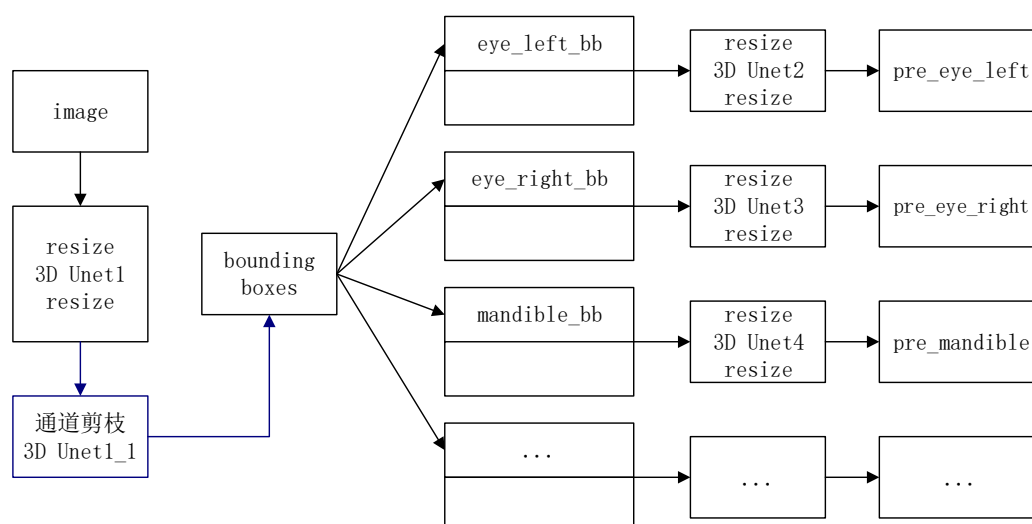 image
resize
3D Unet1
resize
通道剪枝
3D Unet1_1
bounding
boxes
eye_left_bb
resize
3D Unet2
resize
pre_eye_left
eye_right_bb
resize
3D Unet3
resize
pre_eye_right
mandible_bb
resize
3D Unet4
resize
pre_mandible
...
...
...